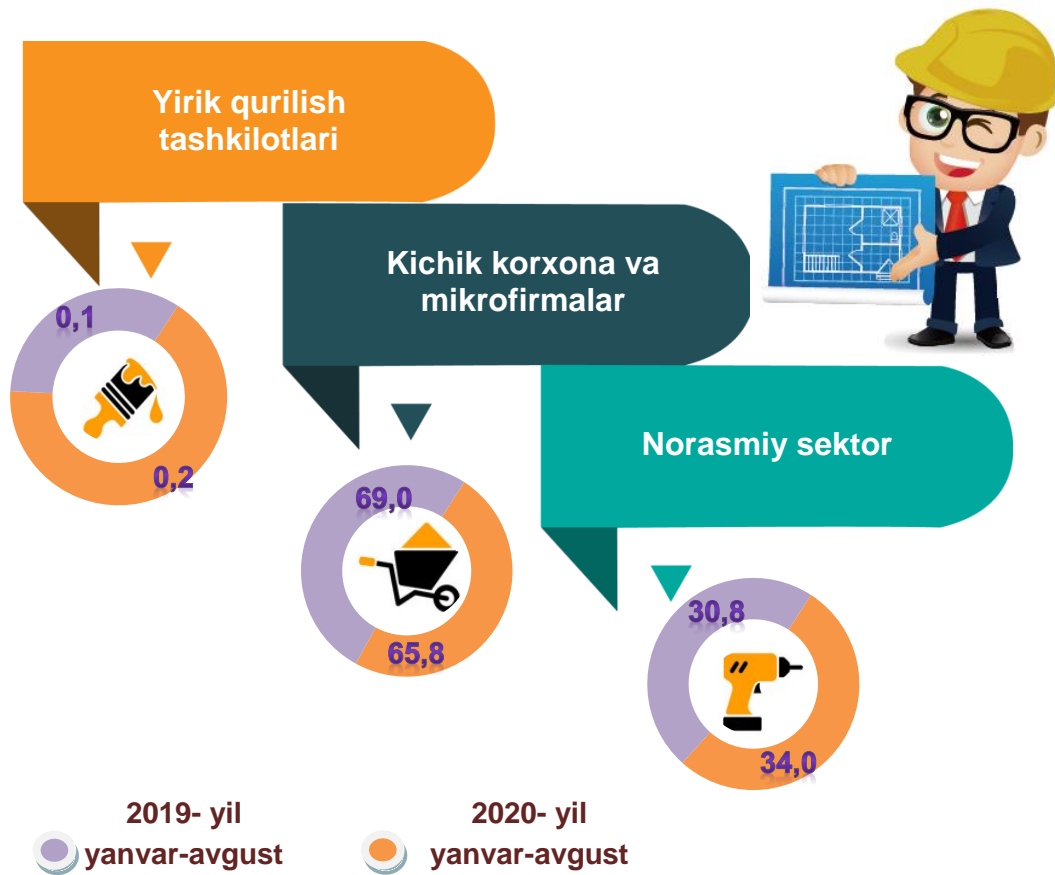 Yirik qurilish
tashkilotlari
Kichik korxona va
mikrofirmalar
Norasmiy sektor
0,1
0,2
69,0
65,8
30,8
34,0
2019- yil
yanvar-avgust
2020- yil
yanvar-avgust